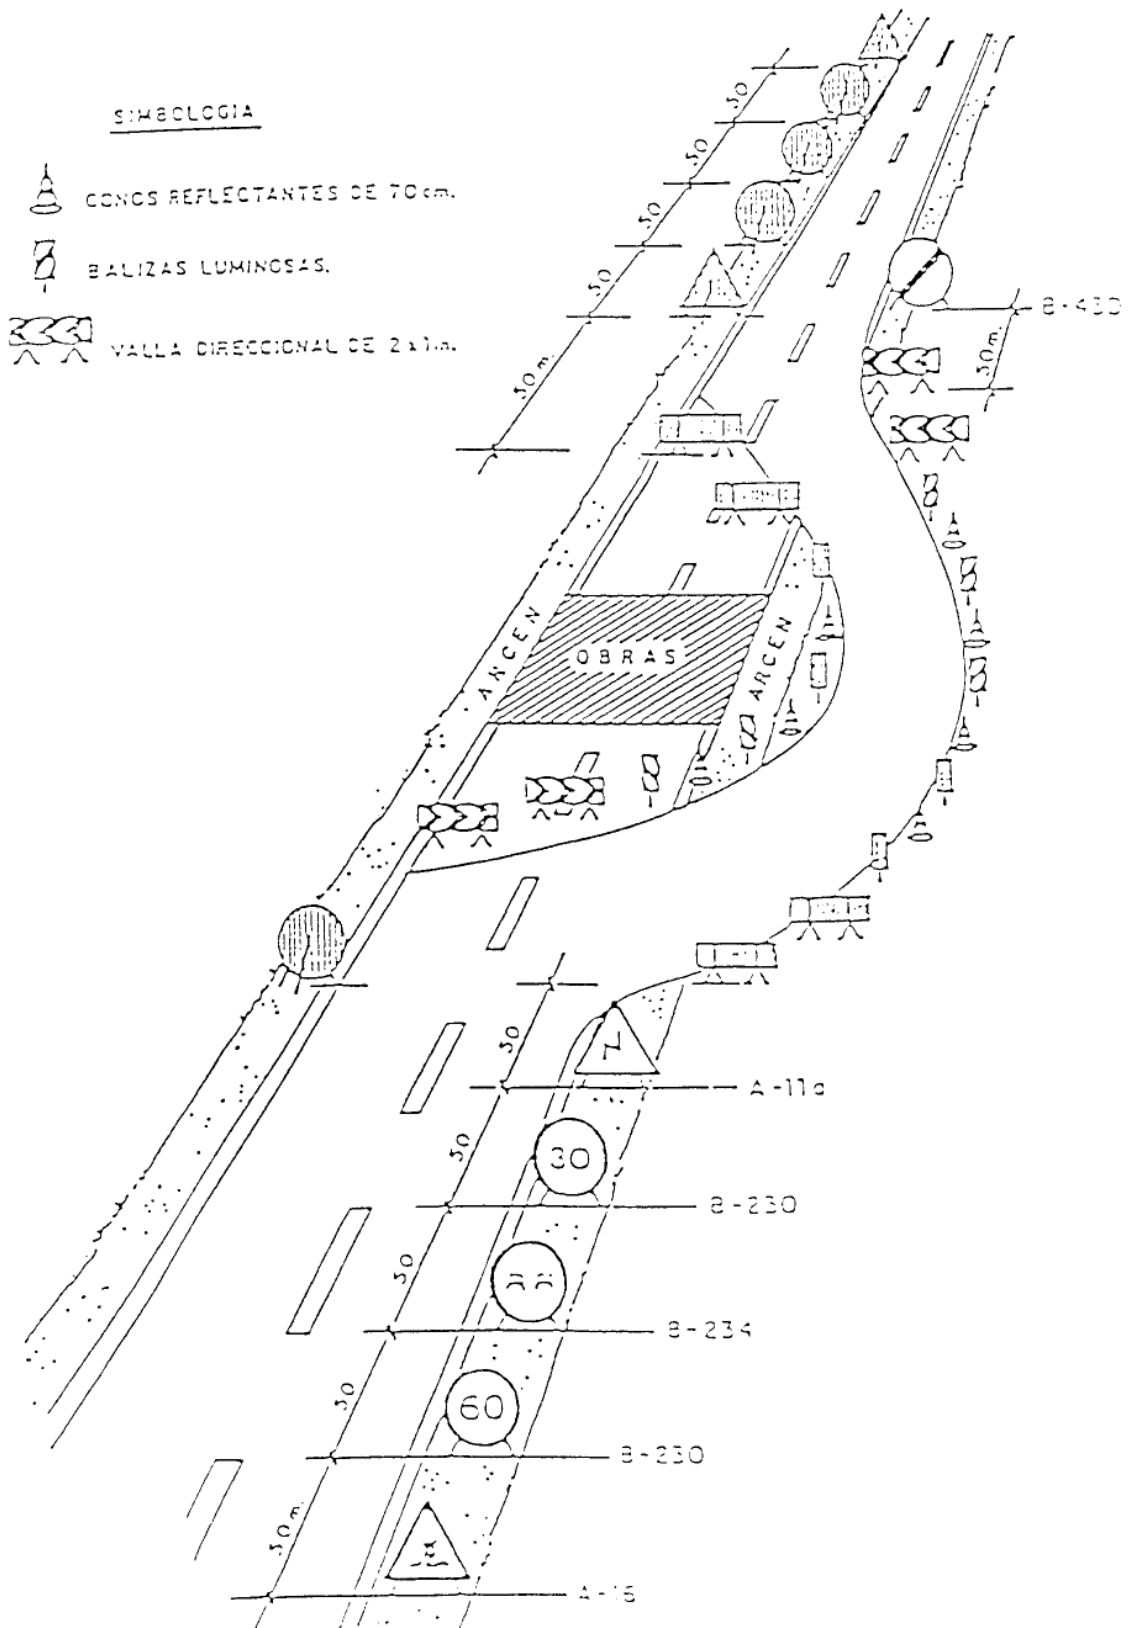 SIMBOLOGIA
CONOS REFLECTANTES DE 70 cm.
BALIZAS LUMINOSAS.
VALLA DIRECCIONAL DE 2 x 1 m.
50
50
50
50
50 m.
B-430
50 m.
ARCEN
OBRAS
ARCEN
50
A-11a
50
30
B-230
50
B-234
50
60
B-230
50 m.
A-16